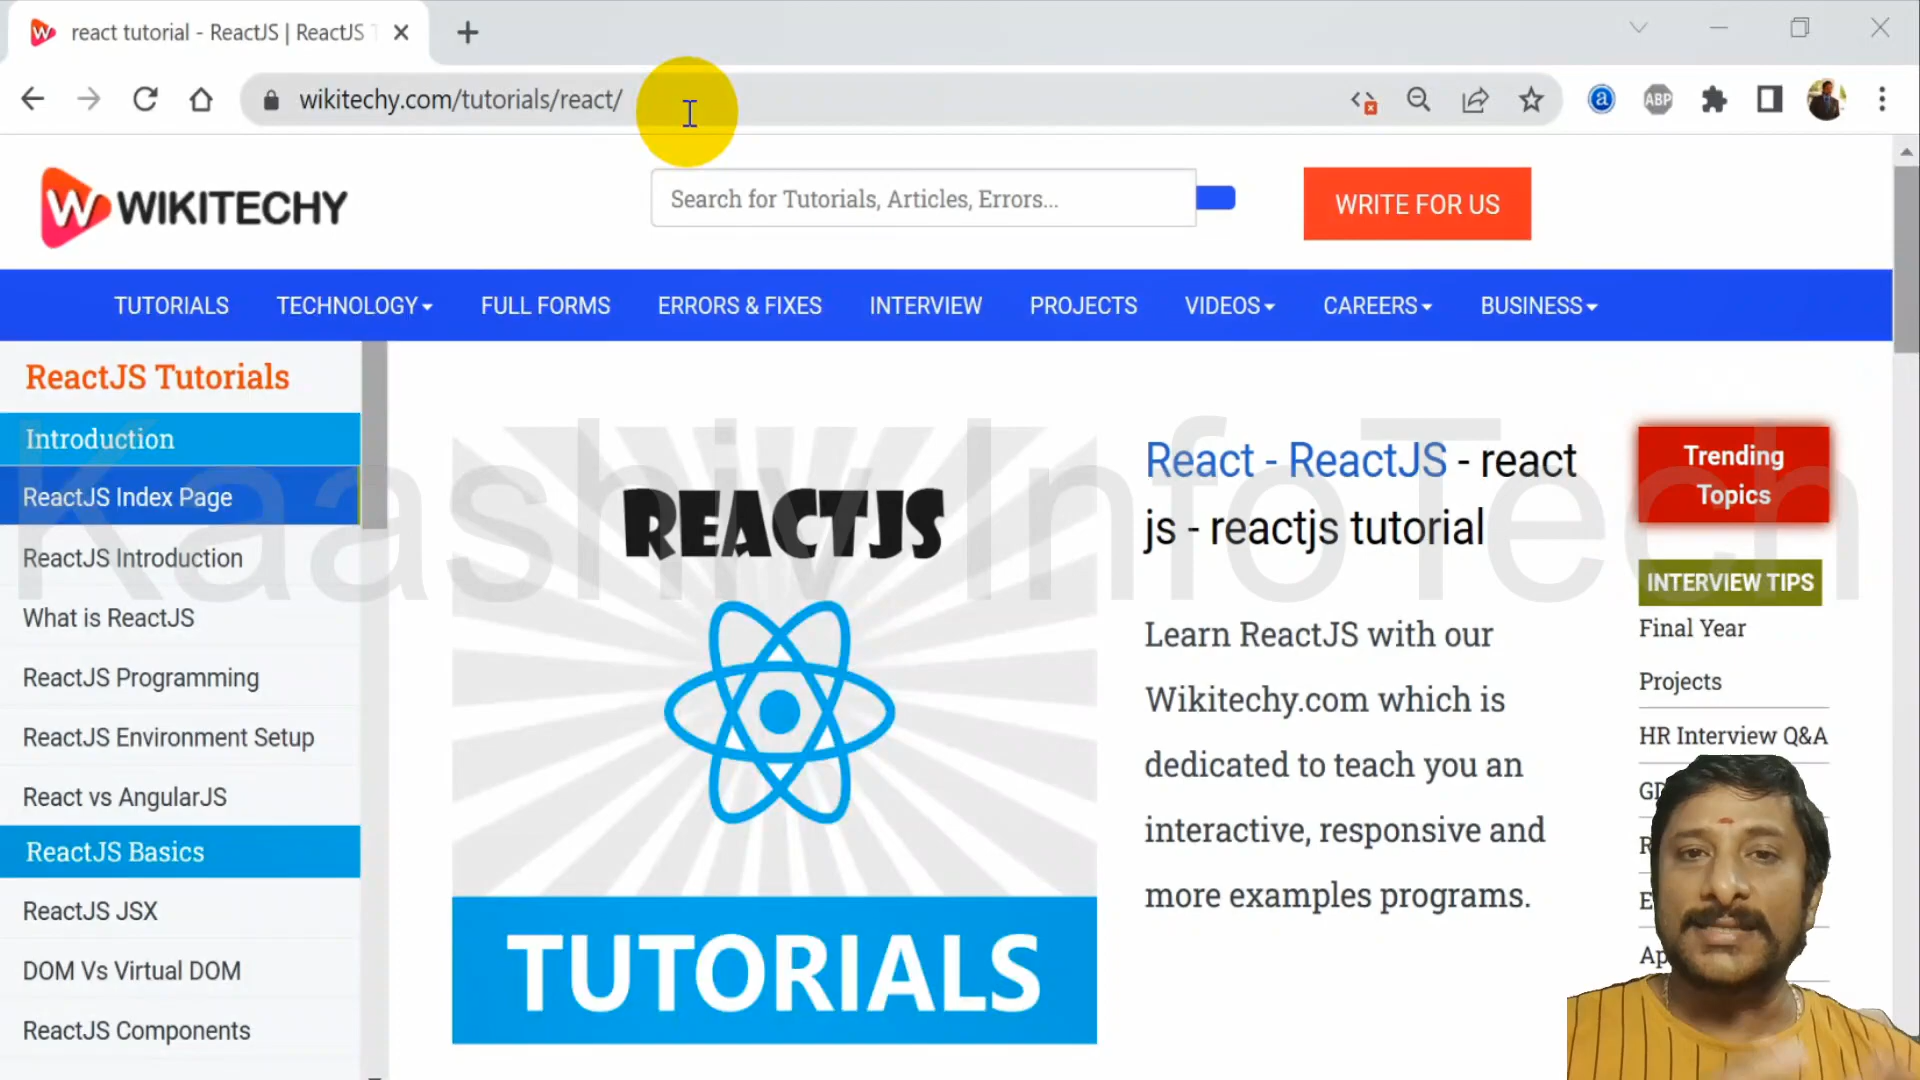 react tutorial - ReactJS | ReactJS
wikitechy.com/tutorials/react/
ABP
W WIKITECHY
Search for Tutorials, Articles, Errors...
WRITE FOR US
TUTORIALS TECHNOLOGY FULL FORMS ERRORS & FIXES INTERVIEW PROJECTS VIDEOS CAREERS BUSINESS
ReactJS Tutorials
Introduction
ReactJS Index Page
ReactJS Introduction
What is ReactJS
ReactJS Programming
ReactJS Environment Setup
React vs AngularJS
ReactJS Basics
ReactJS JSX
DOM Vs Virtual DOM
ReactJS Components
Kaashiv InfoTech
REACTJS
TUTORIALS
React - ReactJS - react
js - reactjs tutorial
Learn ReactJS with our
Wikitechy.com which is
dedicated to teach you an
interactive, responsive and
more examples programs.
Trending
Topics
INTERVIEW TIPS
Final Year
Projects
HR Interview Q&A